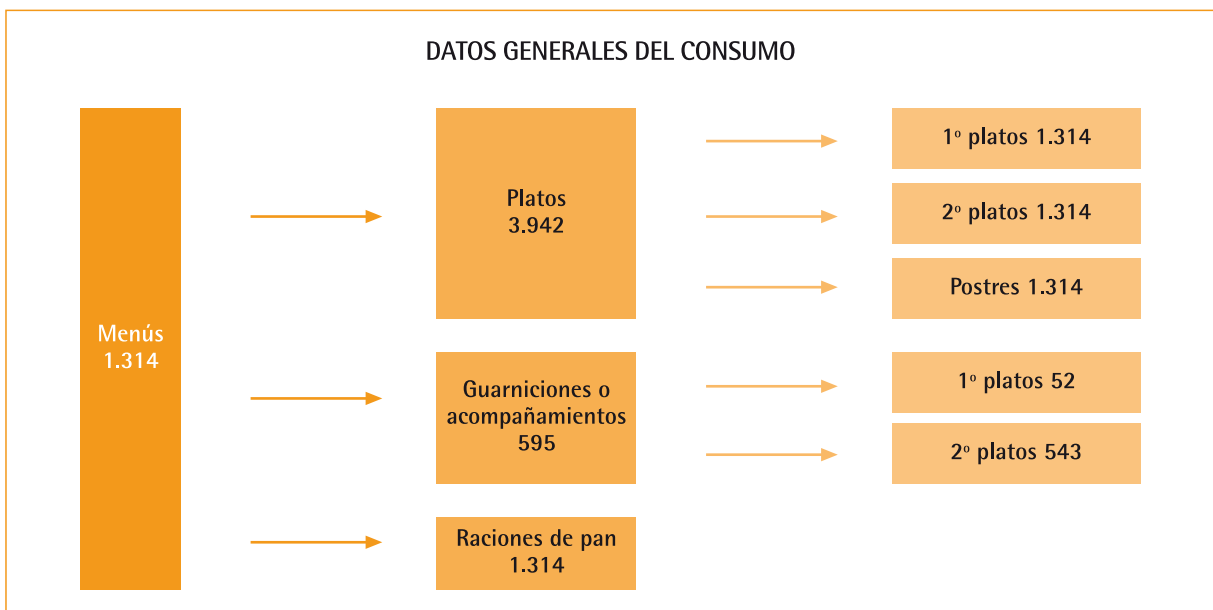 DATOS GENERALES DEL CONSUMO
Menús
1.314
Platos
3.942
1º platos 1.314
2º platos 1.314
Postres 1.314
Guarniciones o
acompañamientos
595
1º platos 52
2º platos 543
Raciones de pan
1.314